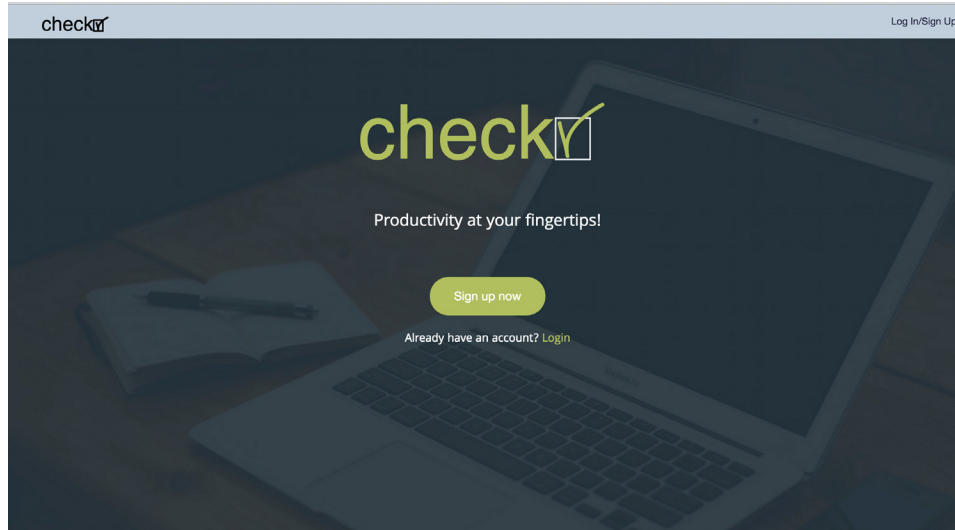 check
Log In/Sign Up
check
Productivity at your fingertips!
Sign up now
Already have an account? Login